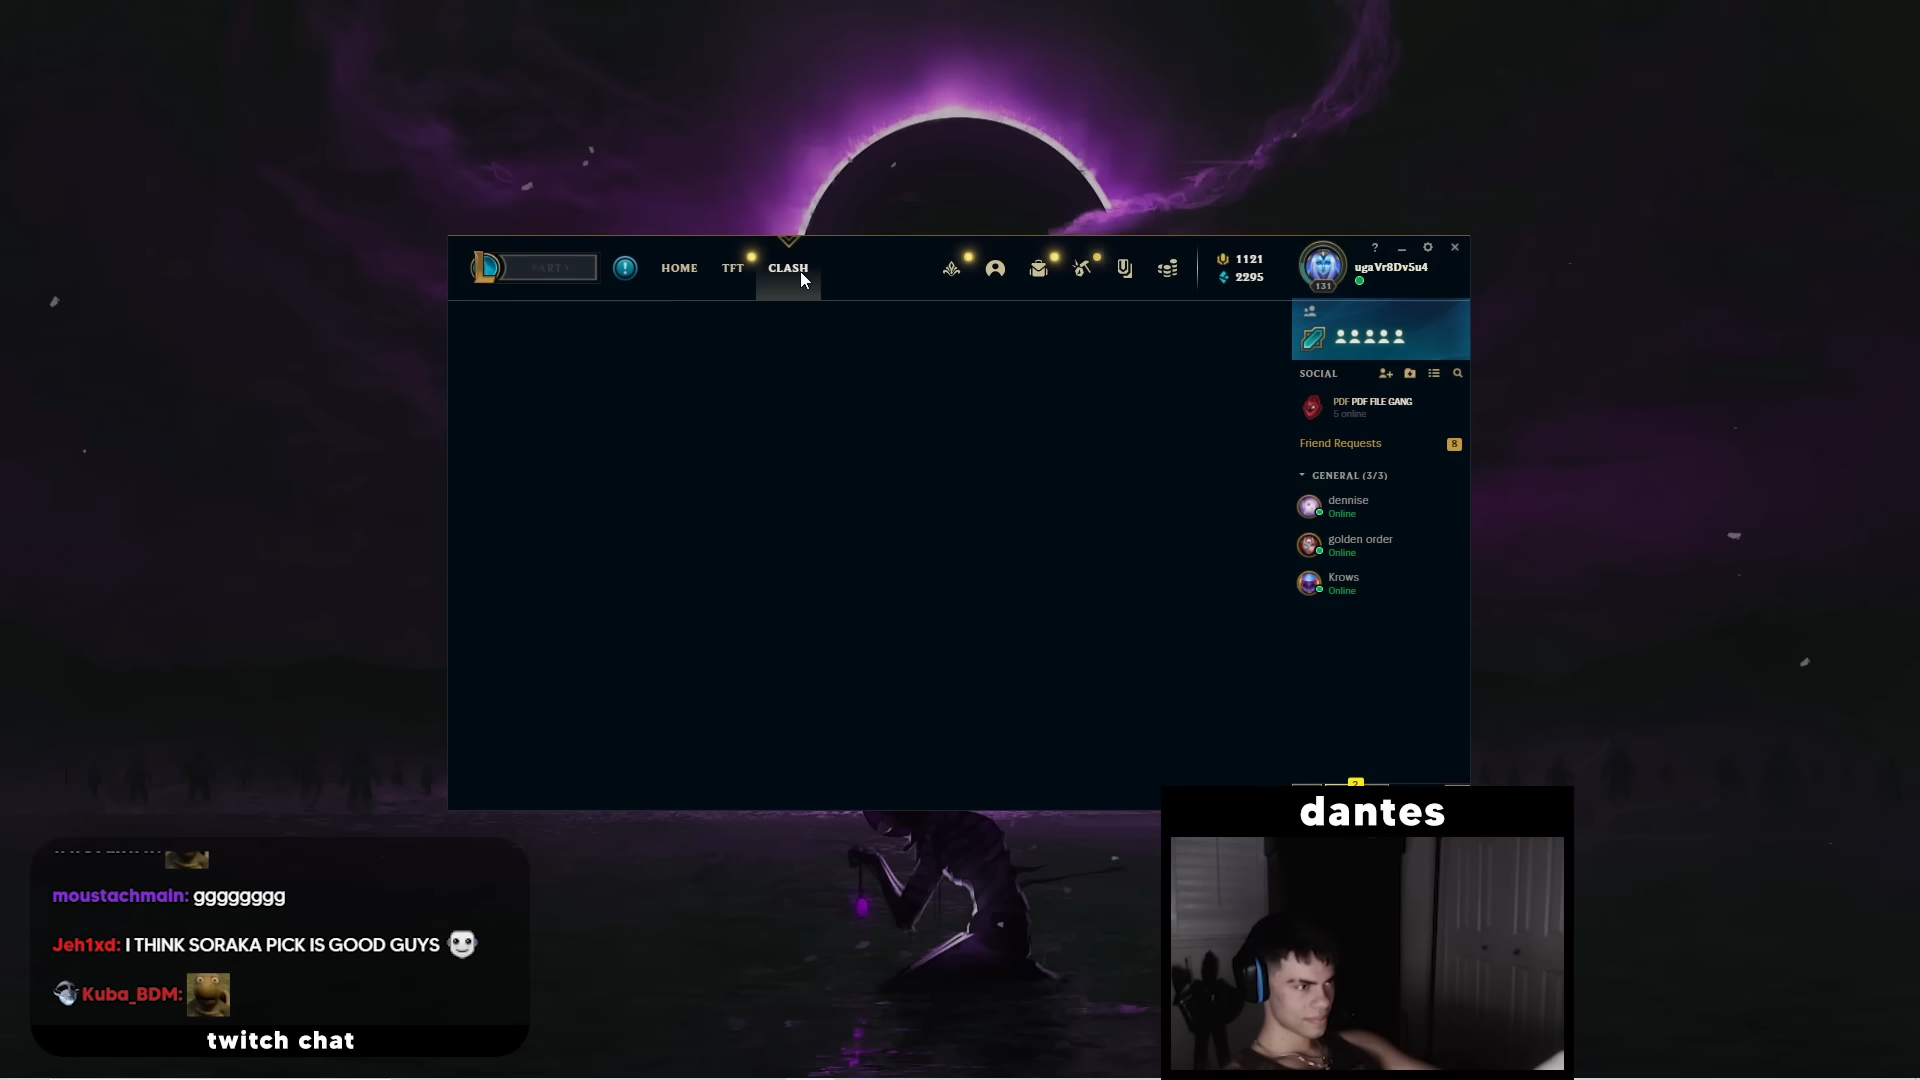 PARTY
HOME
TFT
CLASH
1121
2295
?
131
ugaVr8Dv5u4
SOCIAL
PDF PDF FILE GANG
5 online
Friend Requests
8
GENERAL (3/3)
dennise
Online
golden order
Online
Krows
Online
dantes
moustachmain: gggggggg
Jeh1xd: I THINK SORAKA PICK IS GOOD GUYS
Kuba_BDM:
twitch chat